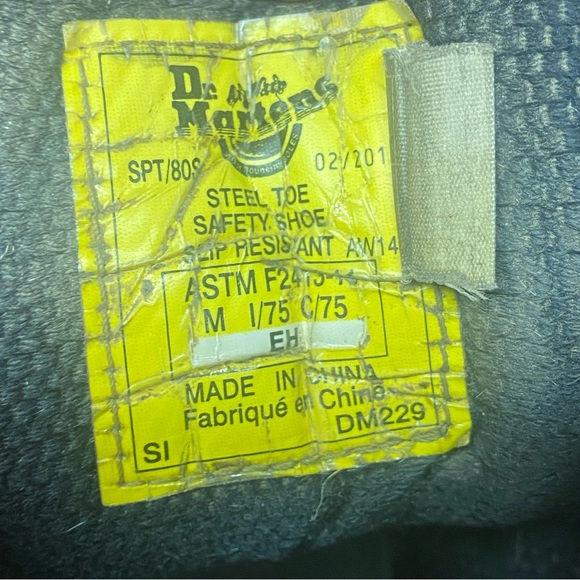 Dr.
Martens
SPT/80S 02/201
STEEL TOE
SAFETY SHOE
SLIP RESISTANT AW14
ASTM
M I/75 C/75
EH
MADE IN CHINA
Fabriqué en Chine
DM229
SI